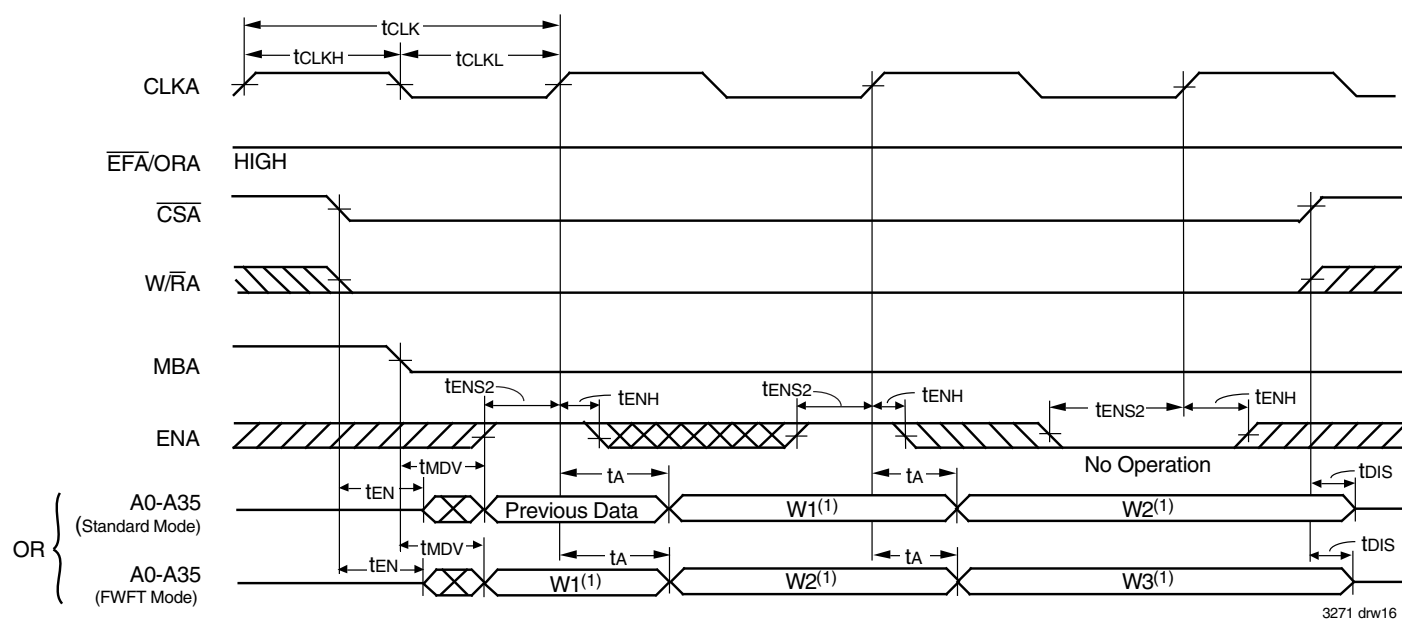 tCLK
tCLKH
tCLKL
CLKA
EFA/ORA HIGH
CSA
W/RA
MBA
tENS2
tENH
tENS2
tENH
tENS2
tENH
ENA
No Operation
tMDV
tA
tA
tDIS
tEN
A0-A35
(Standard Mode)
Previous Data
W1(1)
W2(1)
OR
tMDV
tA
tA
tDIS
tEN
A0-A35
(FWFT Mode)
W1(1)
W2(1)
W3(1)
3271 drw16